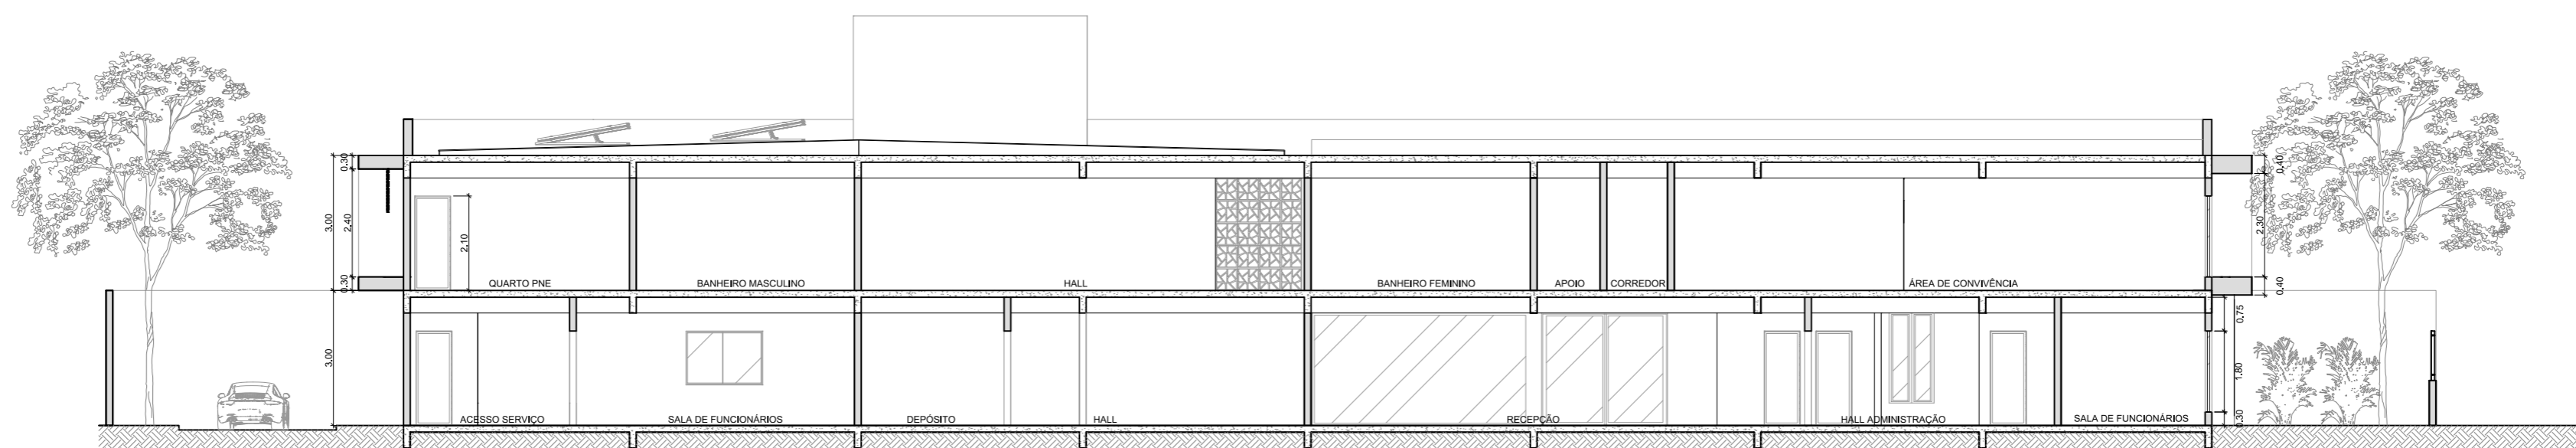 0.30
0.40
3.00
2.40
2.10
2.30
0.30
QUARTO PNE
BANHEIRO MASCULINO
HALL
BANHEIRO FEMININO
APOIO
CORREDOR
ÁREA DE CONVIVÊNCIA
0.40
0.75
3.00
1.80
0.30
ACESSO SERVIÇO
SALA DE FUNCIONÁRIOS
DEPÓSITO
HALL
RECEPÇÃO
HALL ADMINISTRAÇÃO
SALA DE FUNCIONÁRIOS